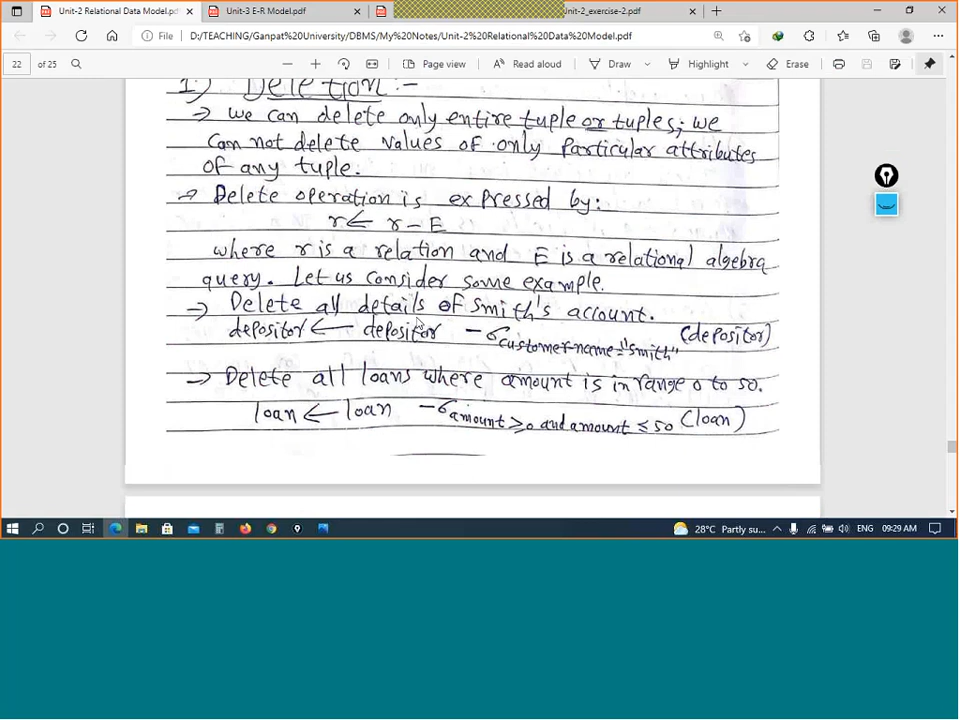 Unit-2 Relational Data Model.pdf
Unit-3 E-R Model.pdf
Unit-2_exercise-2.pdf
File
D:/TEACHING/Ganpat%20University/DBMS/My%20Notes/Unit-2%20Relational%20Data%20Model.pdf
22 of 25
Page view
Read aloud
Draw
Highlight
Erase
1) Deletion :-
→ we can delete only entire tuple or tuples; we
can not delete values of only particular attributes
of any tuple.
→ Delete operation is expressed by:
r ← r - E
where r is a relation and E is a relational algebra
query. Let us consider some example.
→ Delete all details of Smith's account.
depositor ← depositor - σ customer-name="smith" (depositor)
→ Delete all loans where amount is in range 0 to 50.
loan ← loan - σ amount ≥ 0 and amount ≤ 50 (loan)
28°C Partly su...
ENG
09:29 AM